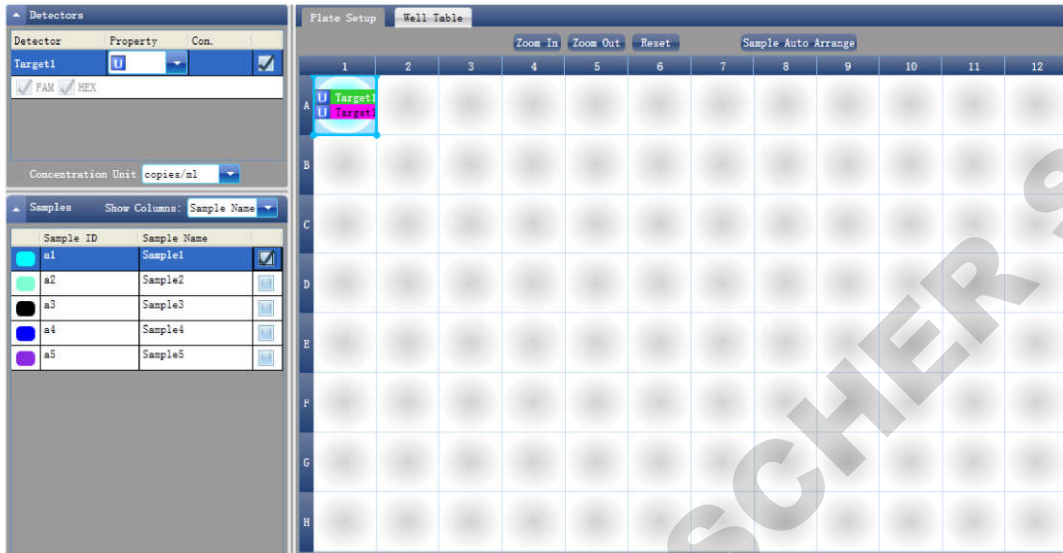 Detectors
Detector Property Con.
Target1 U
FAM HEX
Concentration Unit copies/ml
Samples Show Columns: Sample Name
Sample ID Sample Name
a1 Sample1
a2 Sample2
a3 Sample3
a4 Sample4
a5 Sample5
Plate Setup Well Table
Zoom In Zoom Out Reset Sample Auto Arrange
1 2 3 4 5 6 7 8 9 10 11 12
A
U Target1
U Target1
B
C
D
E
F
G
H
SCHER S